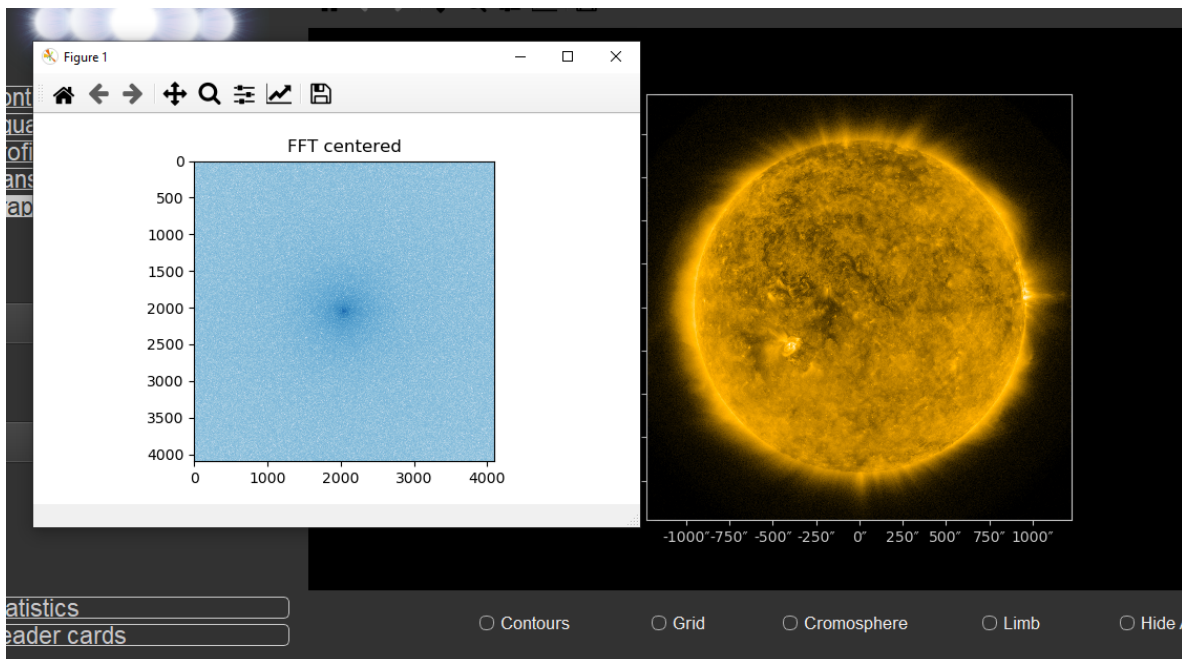 Figure 1
FFT centered
0
500
1000
1500
2000
2500
3000
3500
4000
0 1000 2000 3000 4000
-1000″ -750″ -500″ -250″ 0″ 250″ 500″ 750″ 1000″
atistics
eader cards
Contours Grid Cromosphere Limb Hide